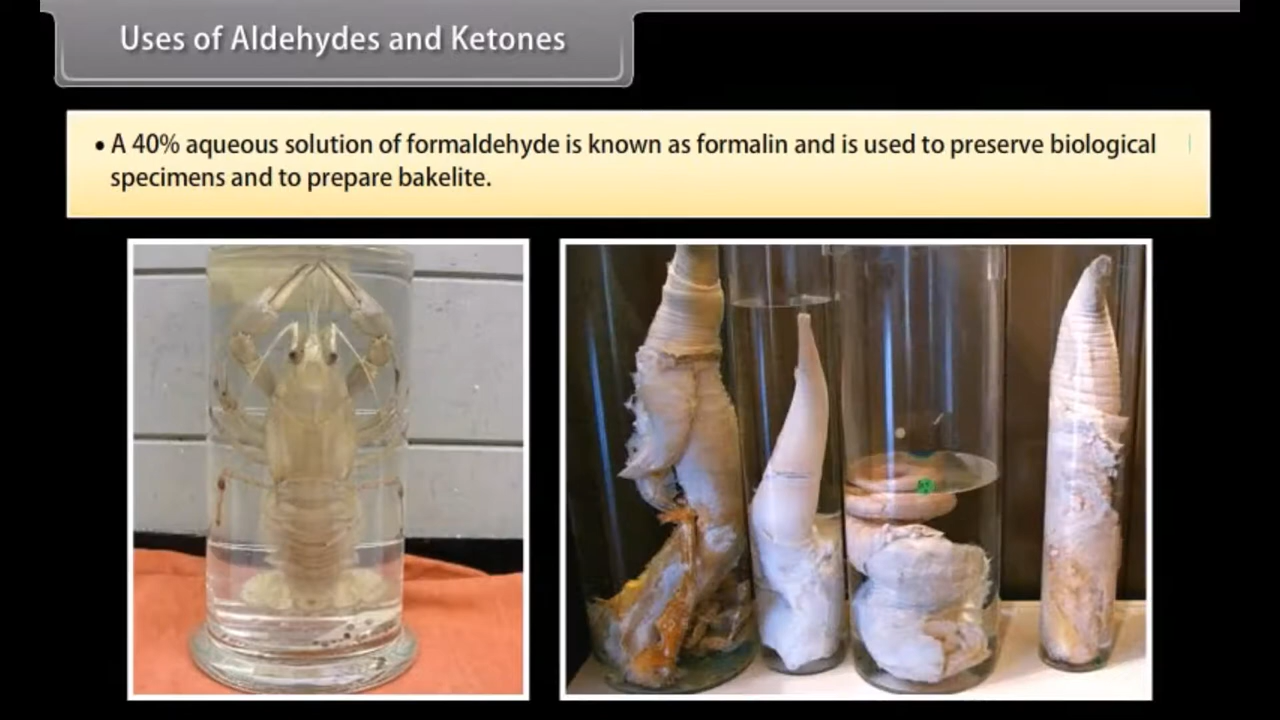 Uses of Aldehydes and Ketones
• A 40% aqueous solution of formaldehyde is known as formalin and is used to preserve biological
specimens and to prepare bakelite.